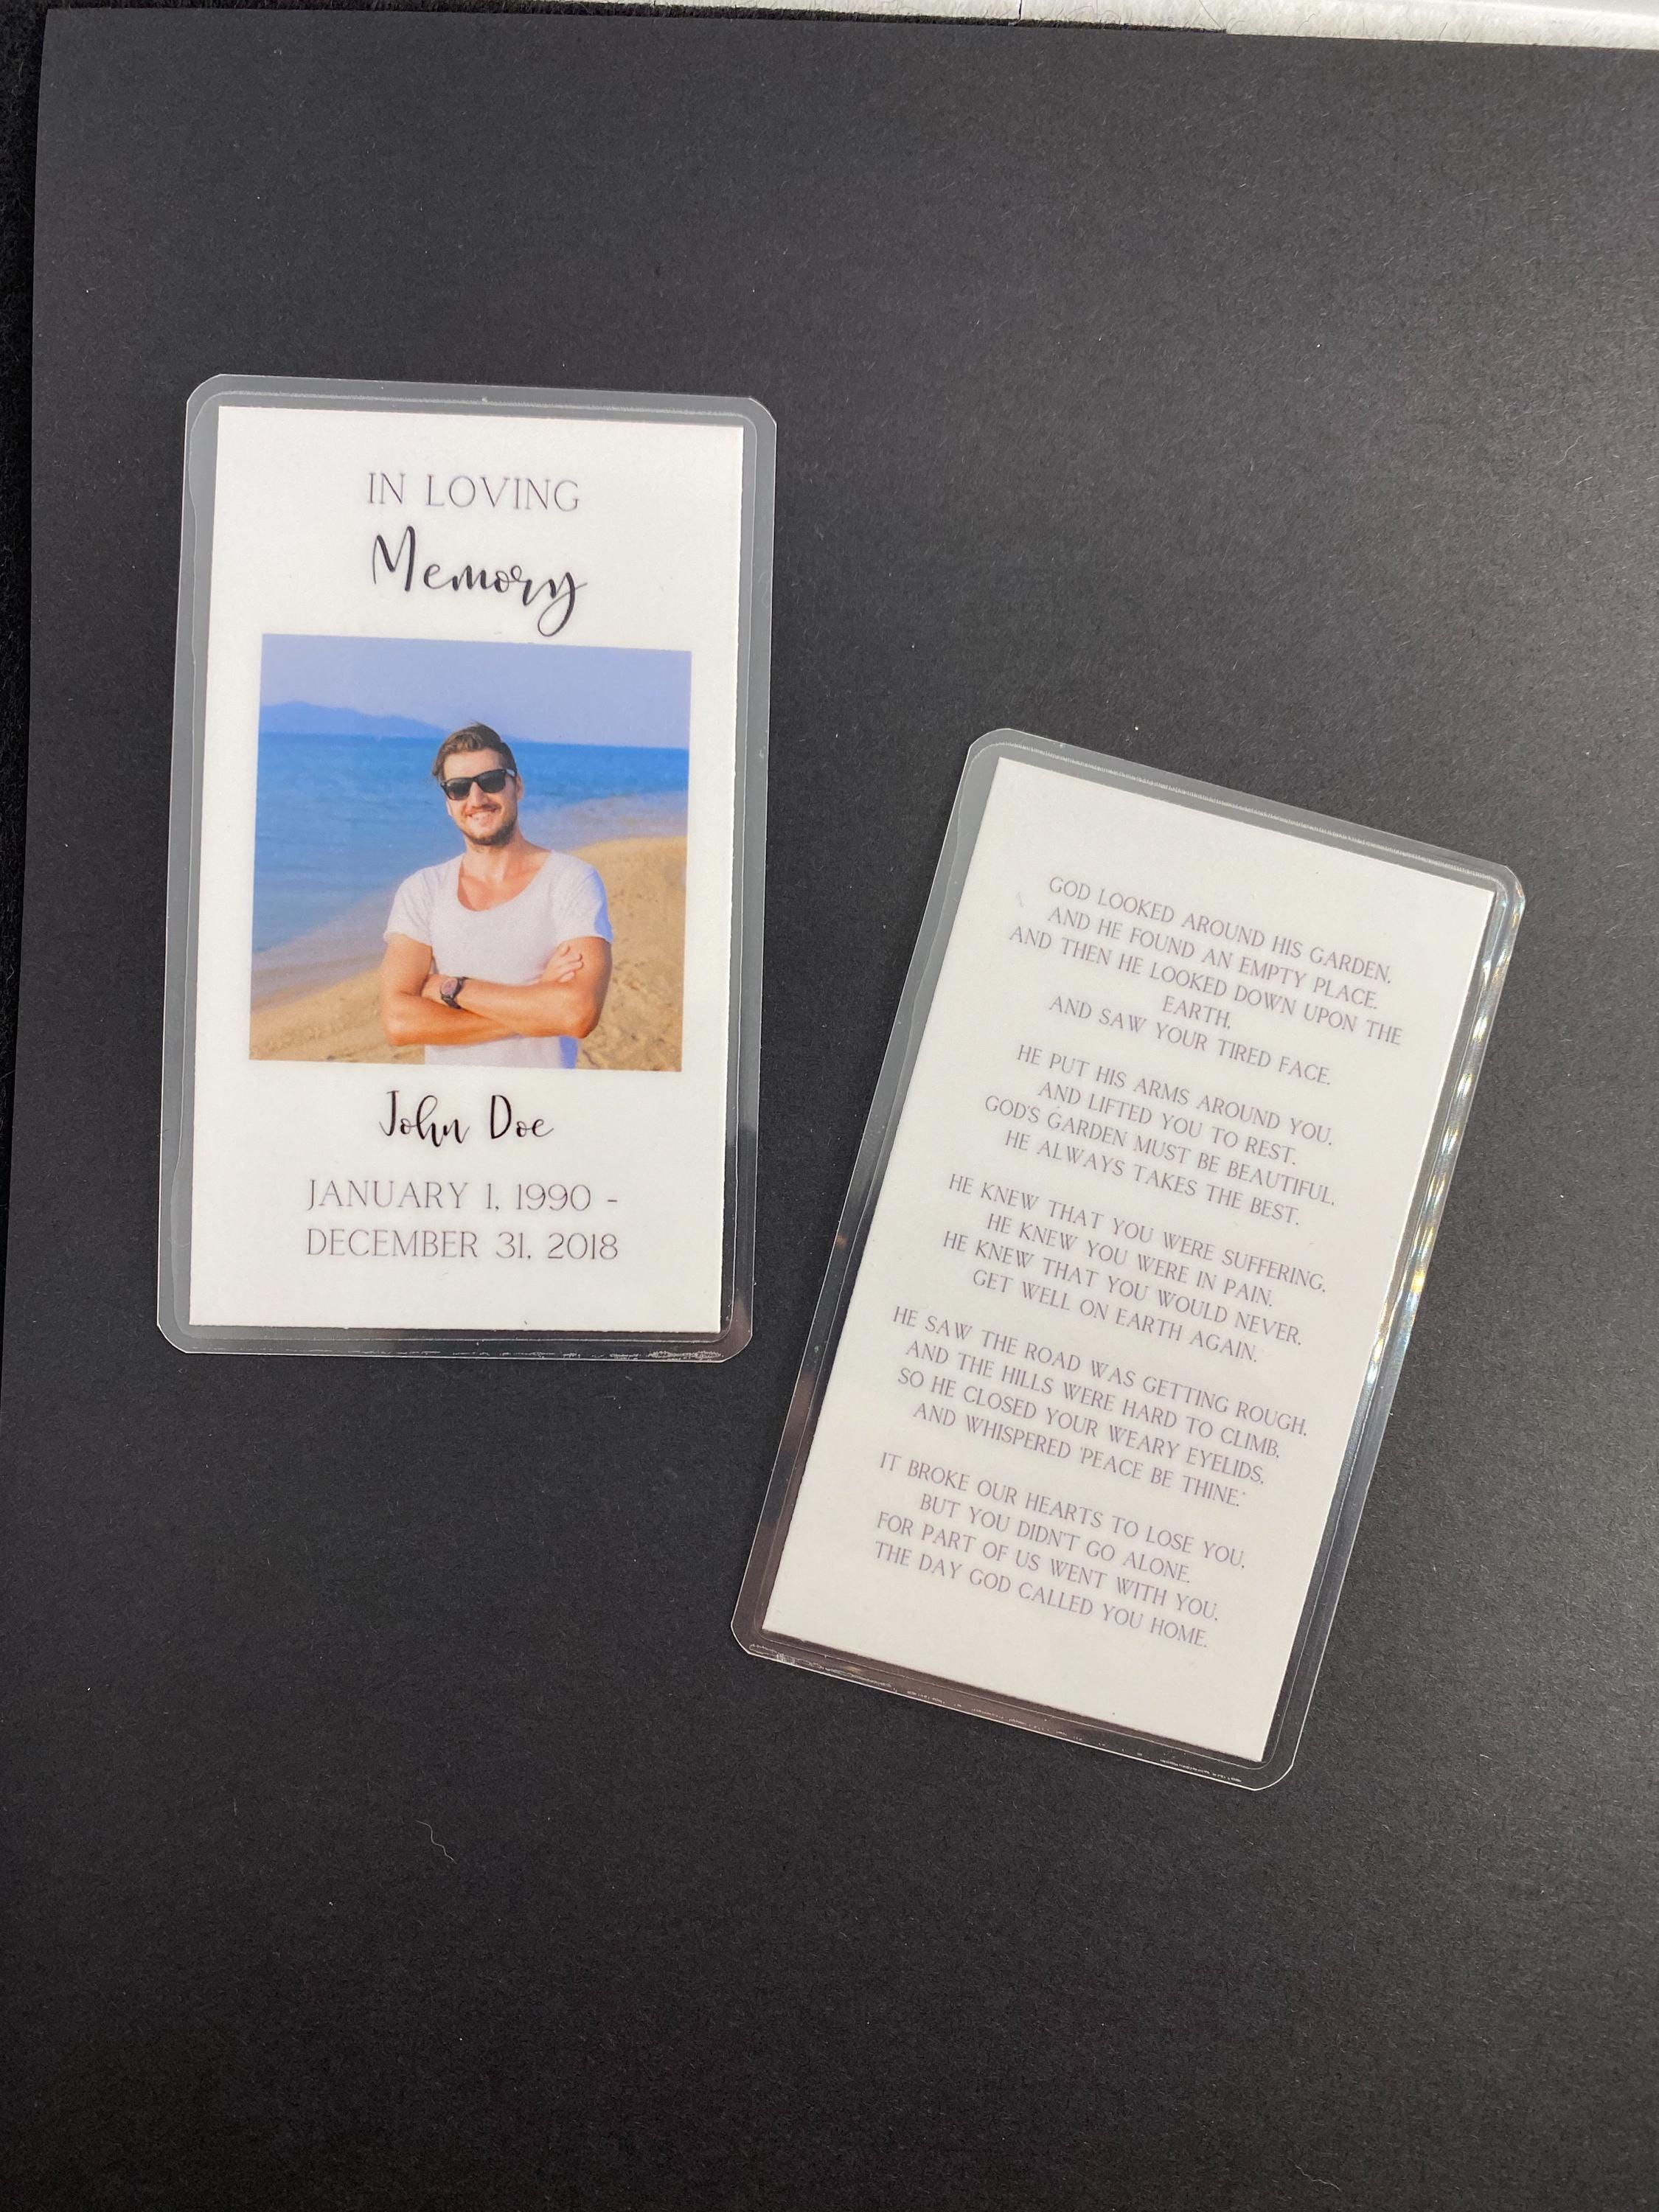 IN LOVING
Memory
John Doe
JANUARY 1, 1990 -
DECEMBER 31, 2018
GOD LOOKED AROUND HIS GARDEN,
AND HE FOUND AN EMPTY PLACE.
AND THEN HE LOOKED DOWN UPON THE
EARTH,
AND SAW YOUR TIRED FACE.
HE PUT HIS ARMS AROUND YOU,
AND LIFTED YOU TO REST.
GOD'S GARDEN MUST BE BEAUTIFUL.
HE ALWAYS TAKES THE BEST.
HE KNEW THAT YOU WERE SUFFERING,
HE KNEW YOU WERE IN PAIN.
HE KNEW THAT YOU WOULD NEVER,
GET WELL ON EARTH AGAIN.
HE SAW THE ROAD WAS GETTING ROUGH,
AND THE HILLS WERE HARD TO CLIMB,
SO HE CLOSED YOUR WEARY EYELIDS,
AND WHISPERED 'PEACE BE THINE.'
IT BROKE OUR HEARTS TO LOSE YOU,
BUT YOU DIDN'T GO ALONE.
FOR PART OF US WENT WITH YOU,
THE DAY GOD CALLED YOU HOME.